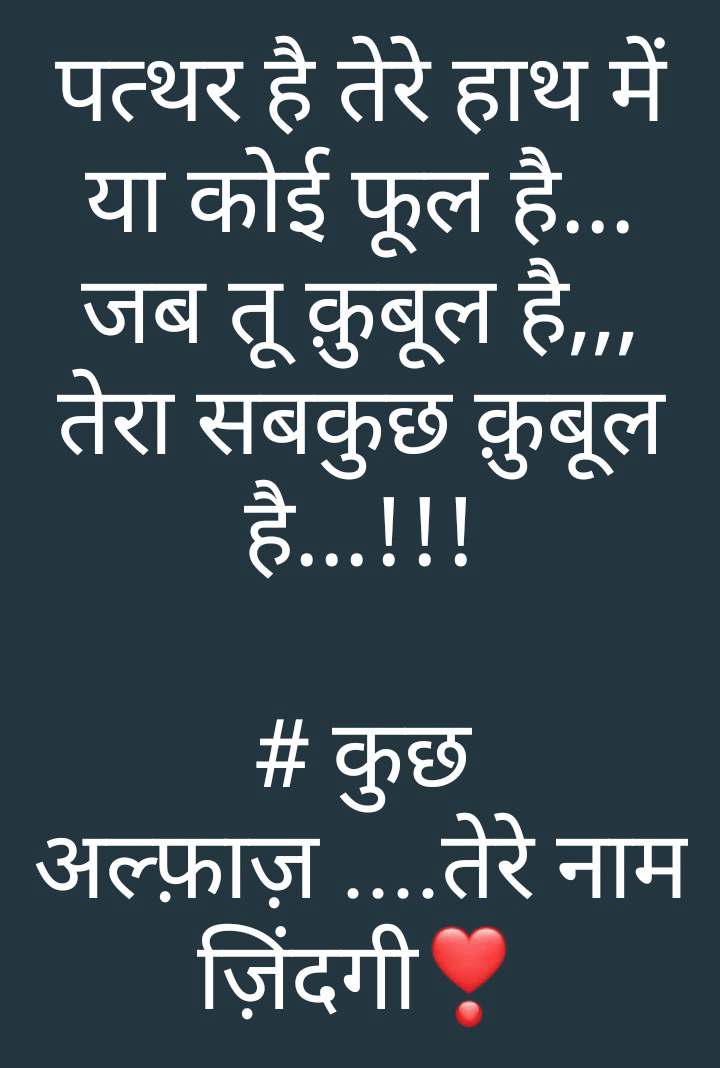 पत्थर है तेरे हाथ में
या कोई फूल है...
जब तू क़ुबूल है,,,
तेरा सबकुछ क़ुबूल
है...!!!
# कुछ
अल्फ़ाज़ ....तेरे नाम
ज़िंदगी❣️